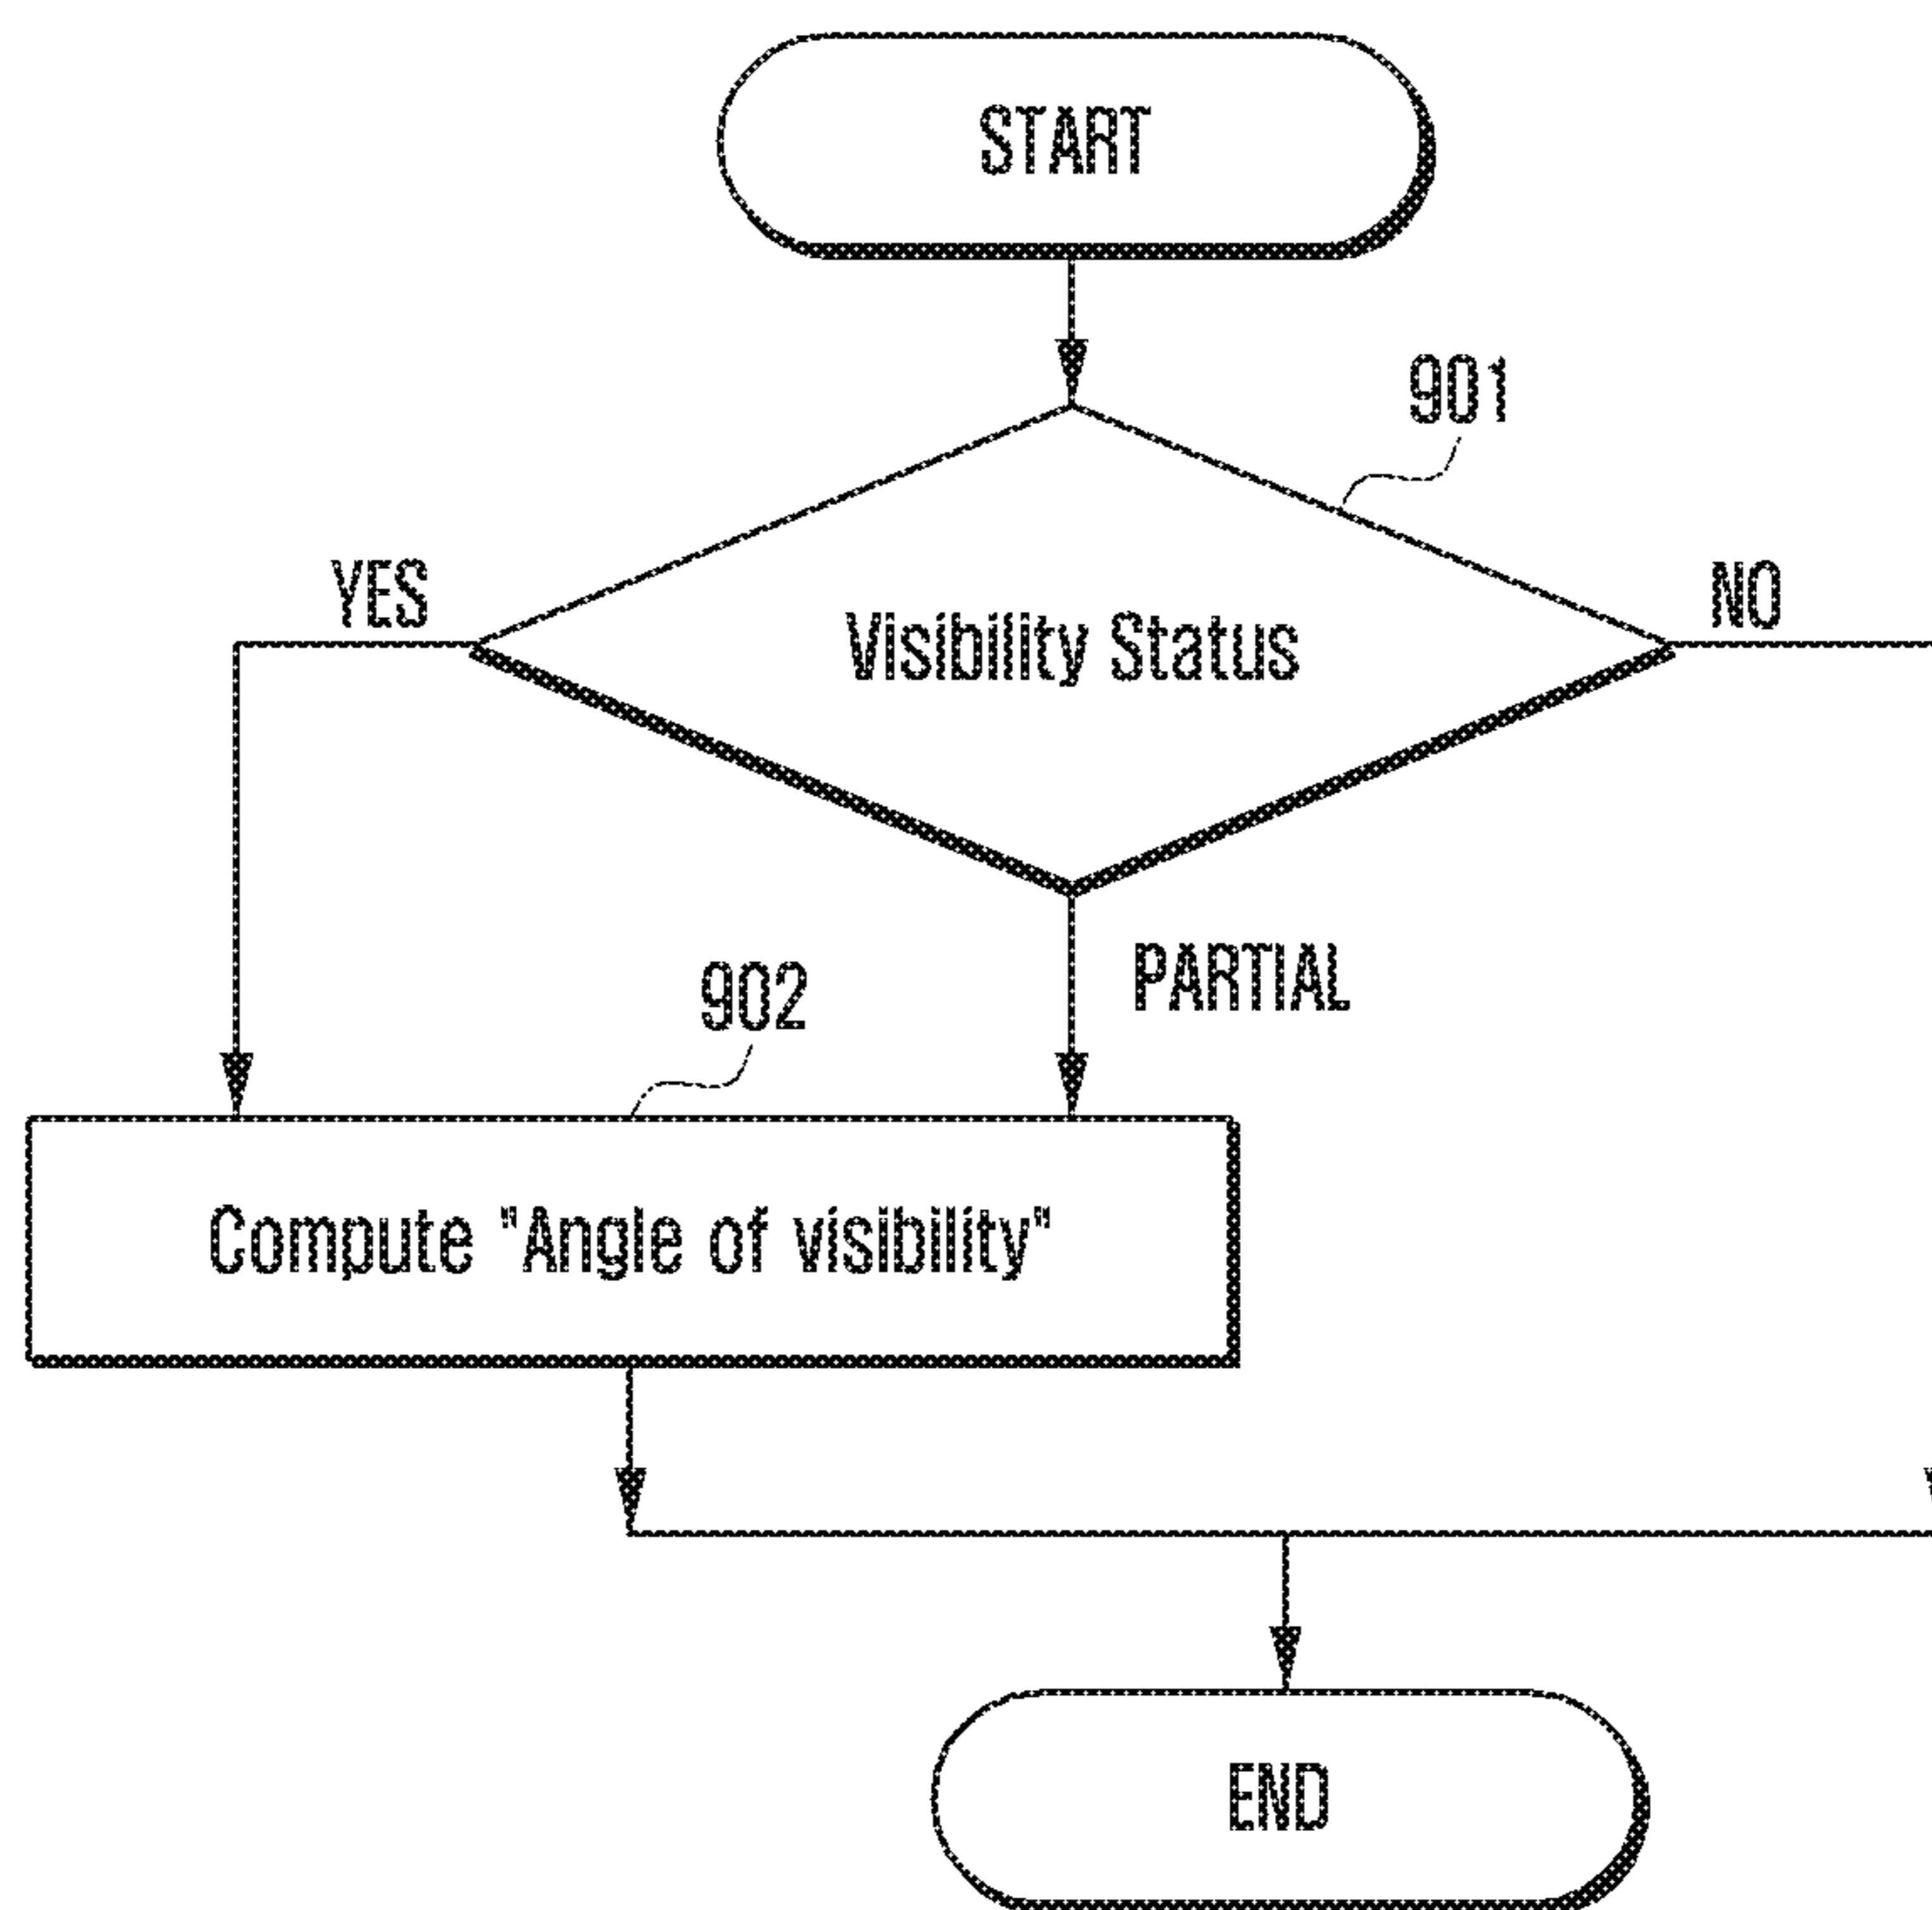 START
901
YES
Visibility Status
NO
PARTIAL
902
Compute "Angle of visibility"
END